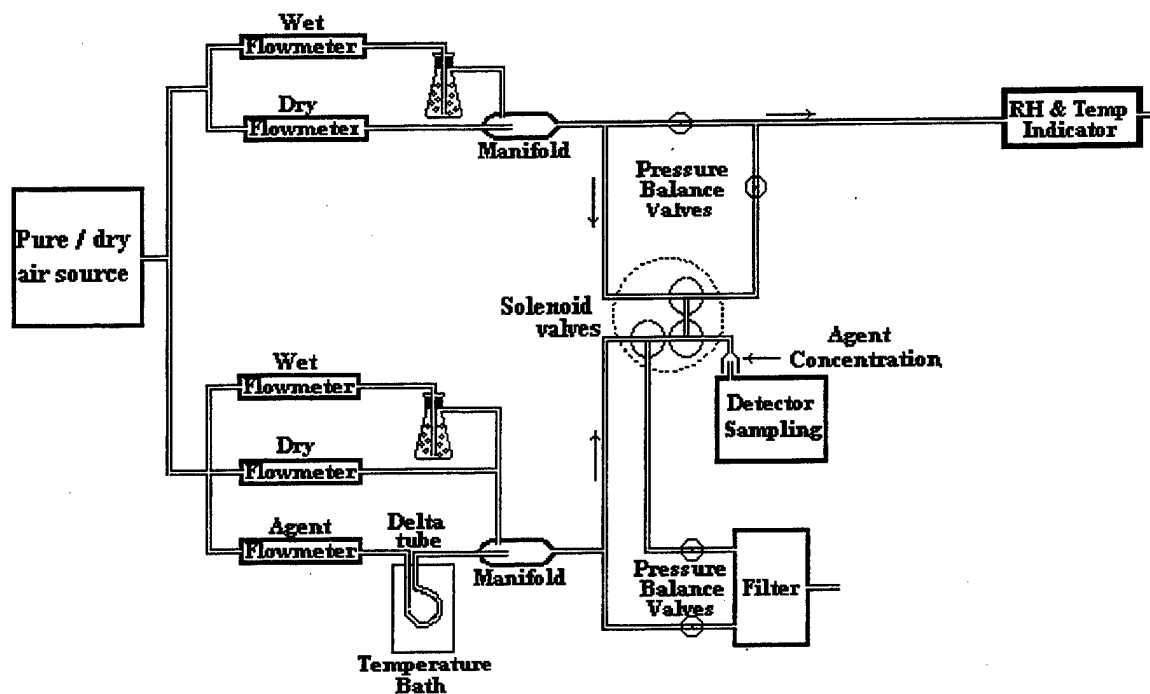 Wet
Flowmeter
Dry
Flowmeter
Manifold
RH & Temp
Indicator
Pressure
Balance
Valves
Pure / dry
air source
Solenoid
valves
Agent
Concentration
Wet
Flowmeter
Detector
Sampling
Dry
Flowmeter
Agent
Flowmeter
Delta
tube
Manifold
Pressure
Balance
Valves
Filter
Temperature
Bath